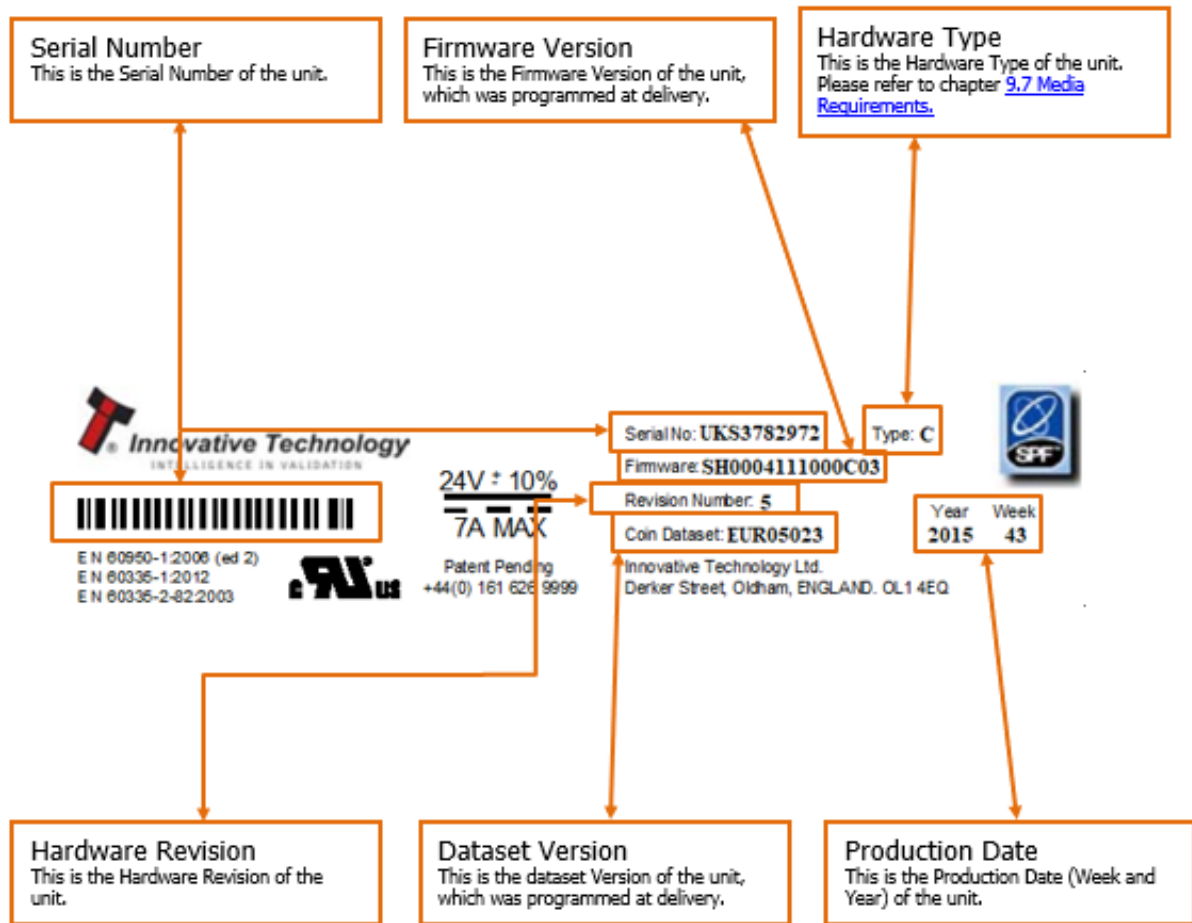 Serial Number
This is the Serial Number of the unit.
Firmware Version
This is the Firmware Version of the unit,
which was programmed at delivery.
Hardware Type
This is the Hardware Type of the unit.
Please refer to chapter 9.7 Media
Requirements.
® Innovative Technology
INTELLIGENCE IN VALIDATION
EN 60950-1:2006 (ed 2)
EN 60335-1:2012
EN 60335-2-82:2003
c RU us
24V ± 10%
7A MAX
Patent Pending
+44(0) 161 626 9999
Serial No: UKS3782972
Type: C
Firmware: SH0004111000C03
Revision Number: 5
Coin Dataset: EUR05023
Innovative Technology Ltd.
Derker Street, Oldham, ENGLAND. OL1 4EQ
SPF
Year Week
2015 43
Hardware Revision
This is the Hardware Revision of the
unit.
Dataset Version
This is the dataset Version of the unit,
which was programmed at delivery.
Production Date
This is the Production Date (Week and
Year) of the unit.